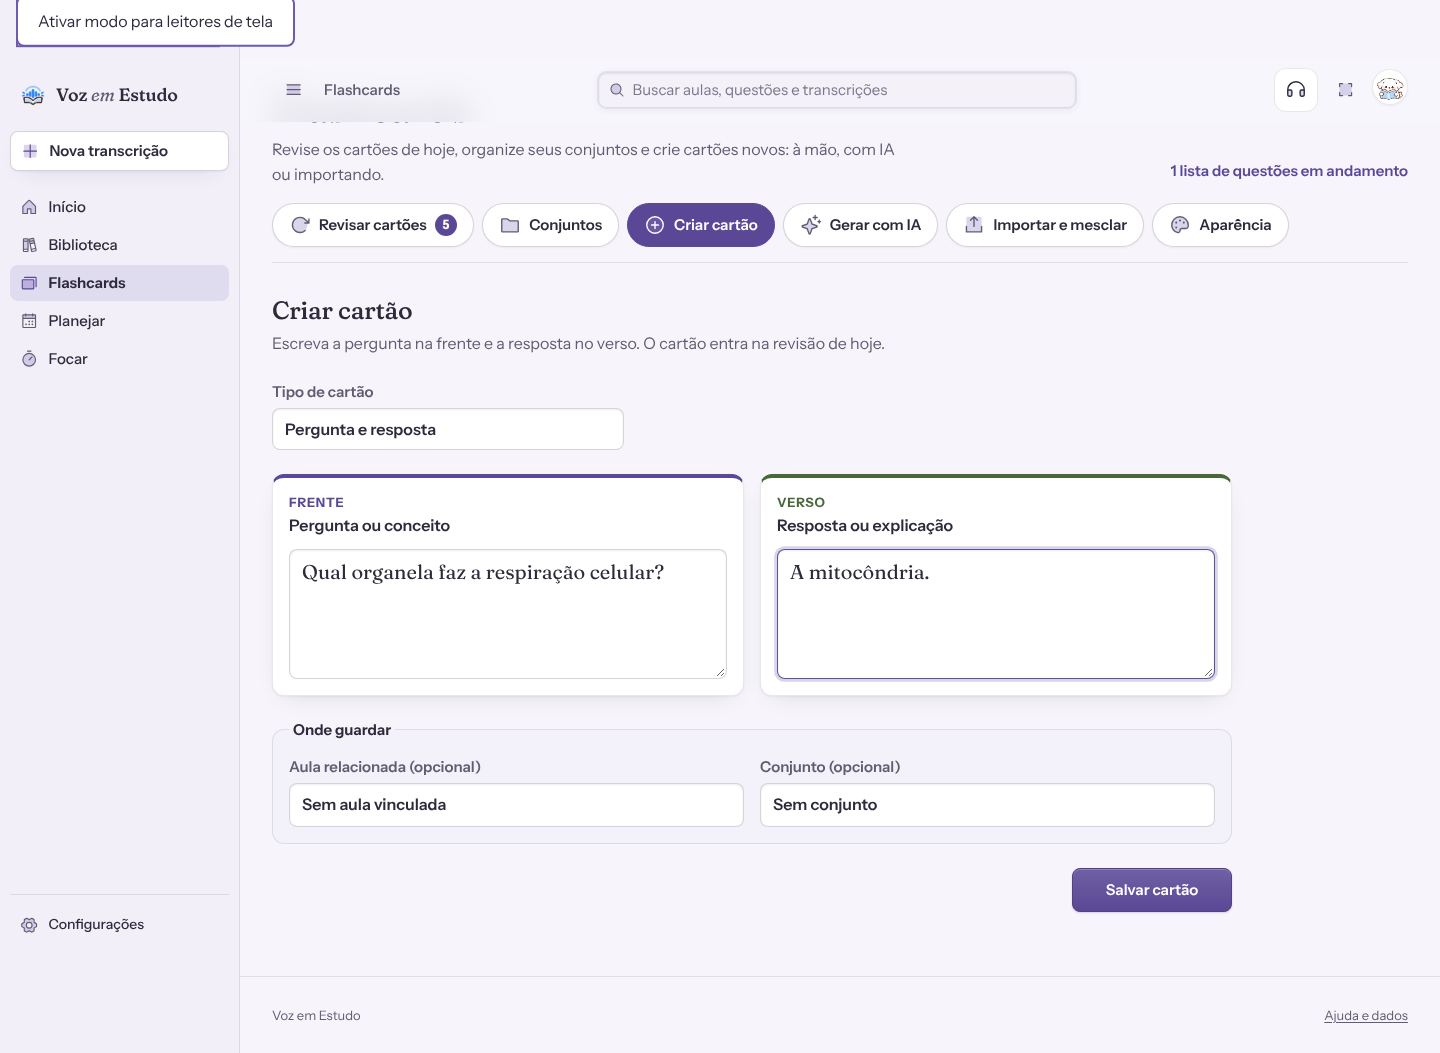 Ativar modo para leitores de tela
Voz em Estudo
Nova transcrição
Início
Biblioteca
Flashcards
Planejar
Focar
Configurações
Flashcards
Buscar aulas, questões e transcrições
Revise os cartões de hoje, organize seus conjuntos e crie cartões novos: à mão, com IA
ou importando.
1 lista de questões em andamento
Revisar cartões 5
Conjuntos
Criar cartão
Gerar com IA
Importar e mesclar
Aparência
Criar cartão
Escreva a pergunta na frente e a resposta no verso. O cartão entra na revisão de hoje.
Tipo de cartão
Pergunta e resposta
FRENTE
Pergunta ou conceito
Qual organela faz a respiração celular?
VERSO
Resposta ou explicação
A mitocôndria.
Onde guardar
Aula relacionada (opcional)
Sem aula vinculada
Conjunto (opcional)
Sem conjunto
Salvar cartão
Voz em Estudo
Ajuda e dados